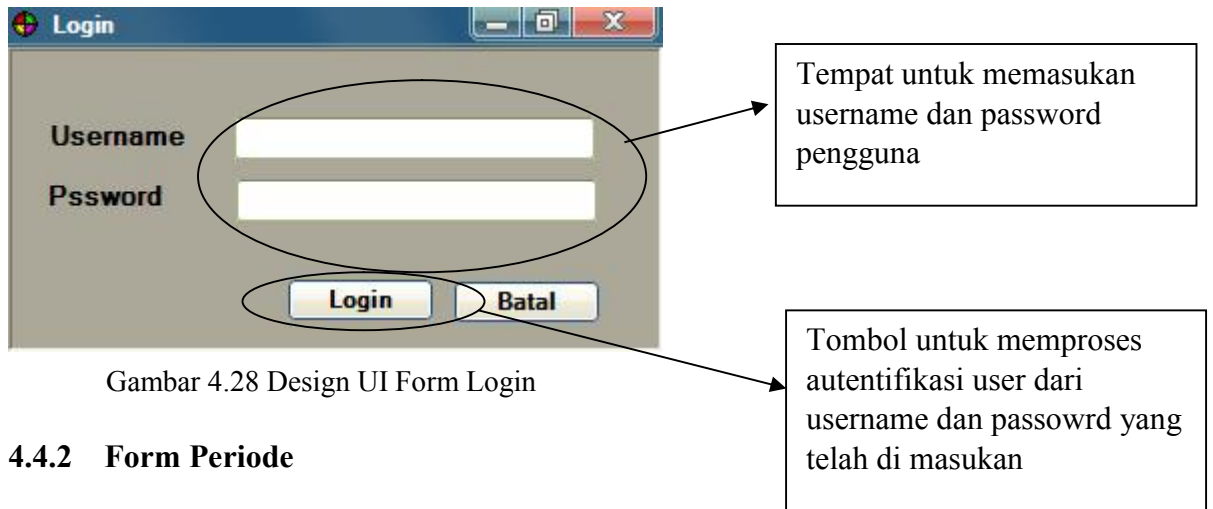 Login
Username
Pssword
Login Batal
Tempat untuk memasukan
username dan password
pengguna
Tombol untuk memproses
autentifikasi user dari
username dan passowrd yang
telah di masukan
Gambar 4.28 Design UI Form Login
4.4.2 Form Periode